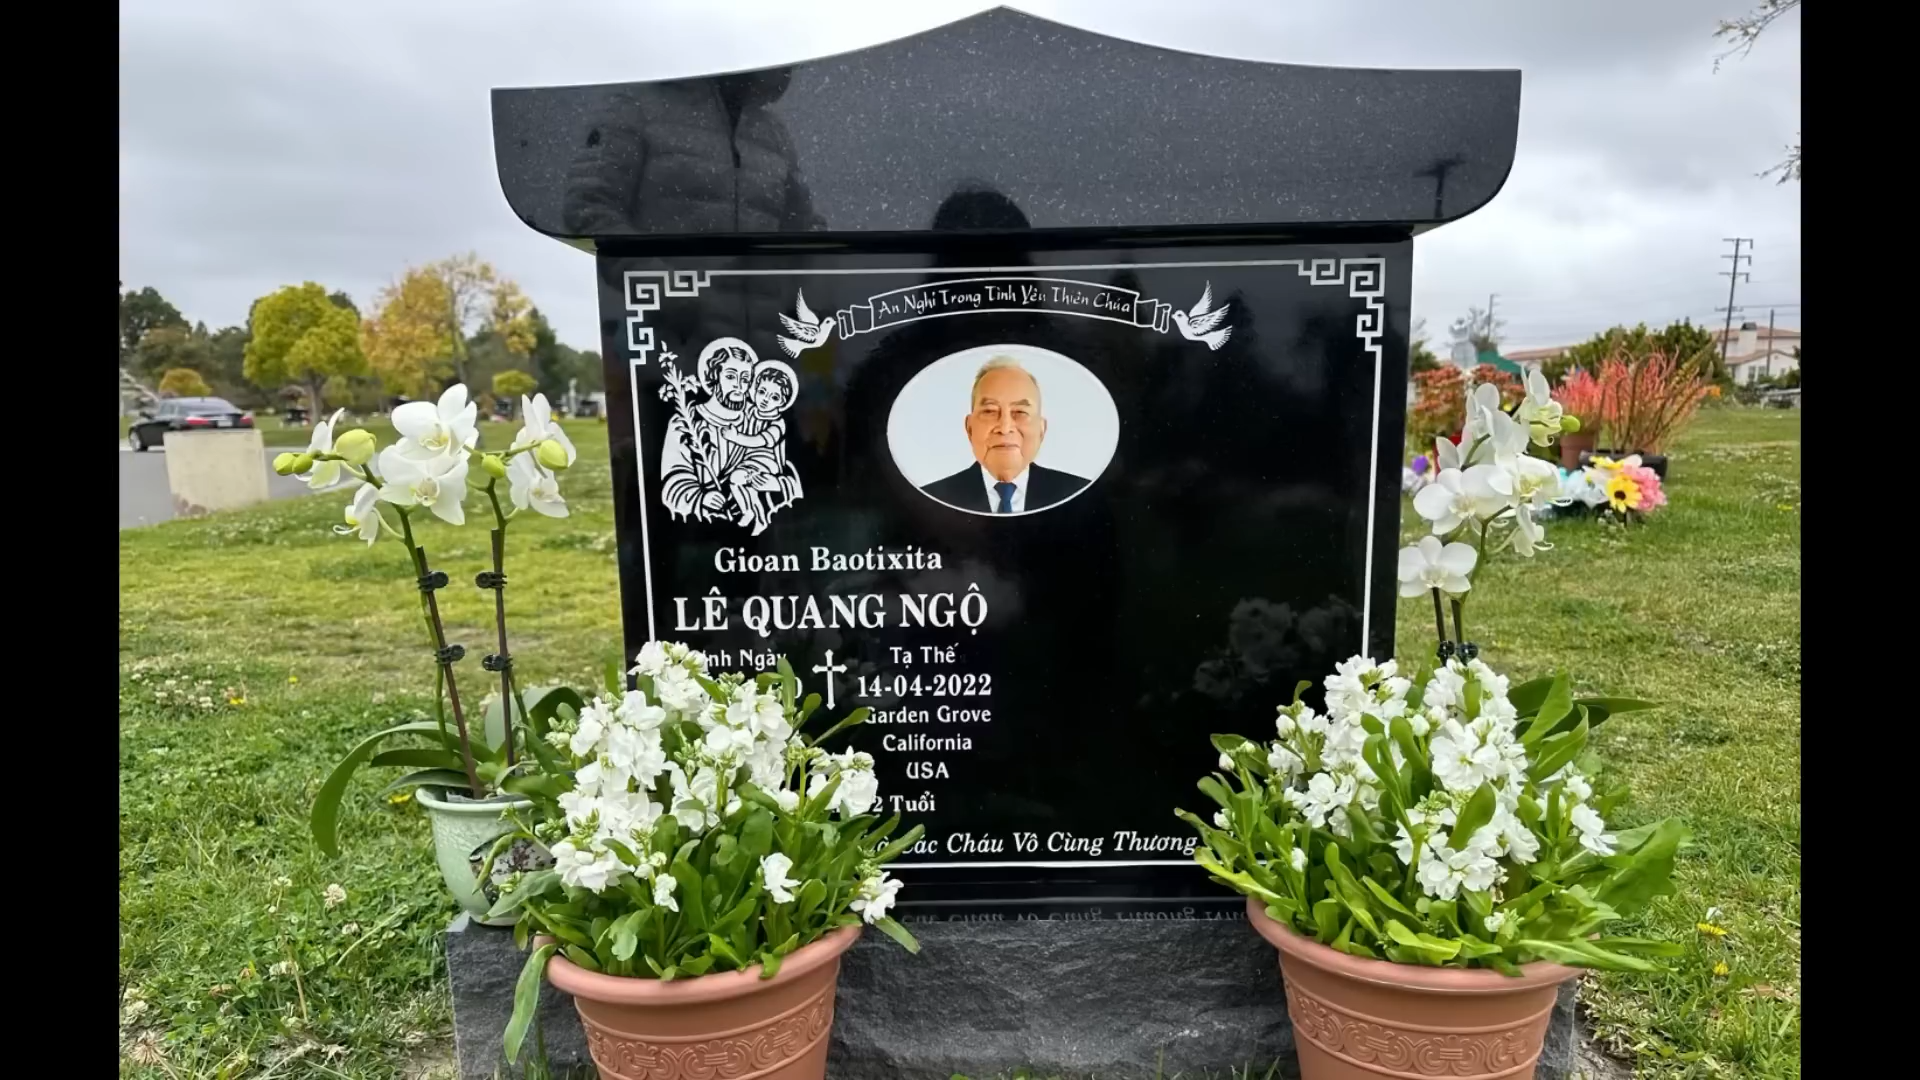 An Nghỉ Trong Tình Yêu Thiên Chúa
Gioan Baotixita
LÊ QUANG NGỘ
Ngày
Tạ Thế
14-04-2022
Garden Grove
California
USA
Tuổi
Các Cháu Vô Cùng Thương